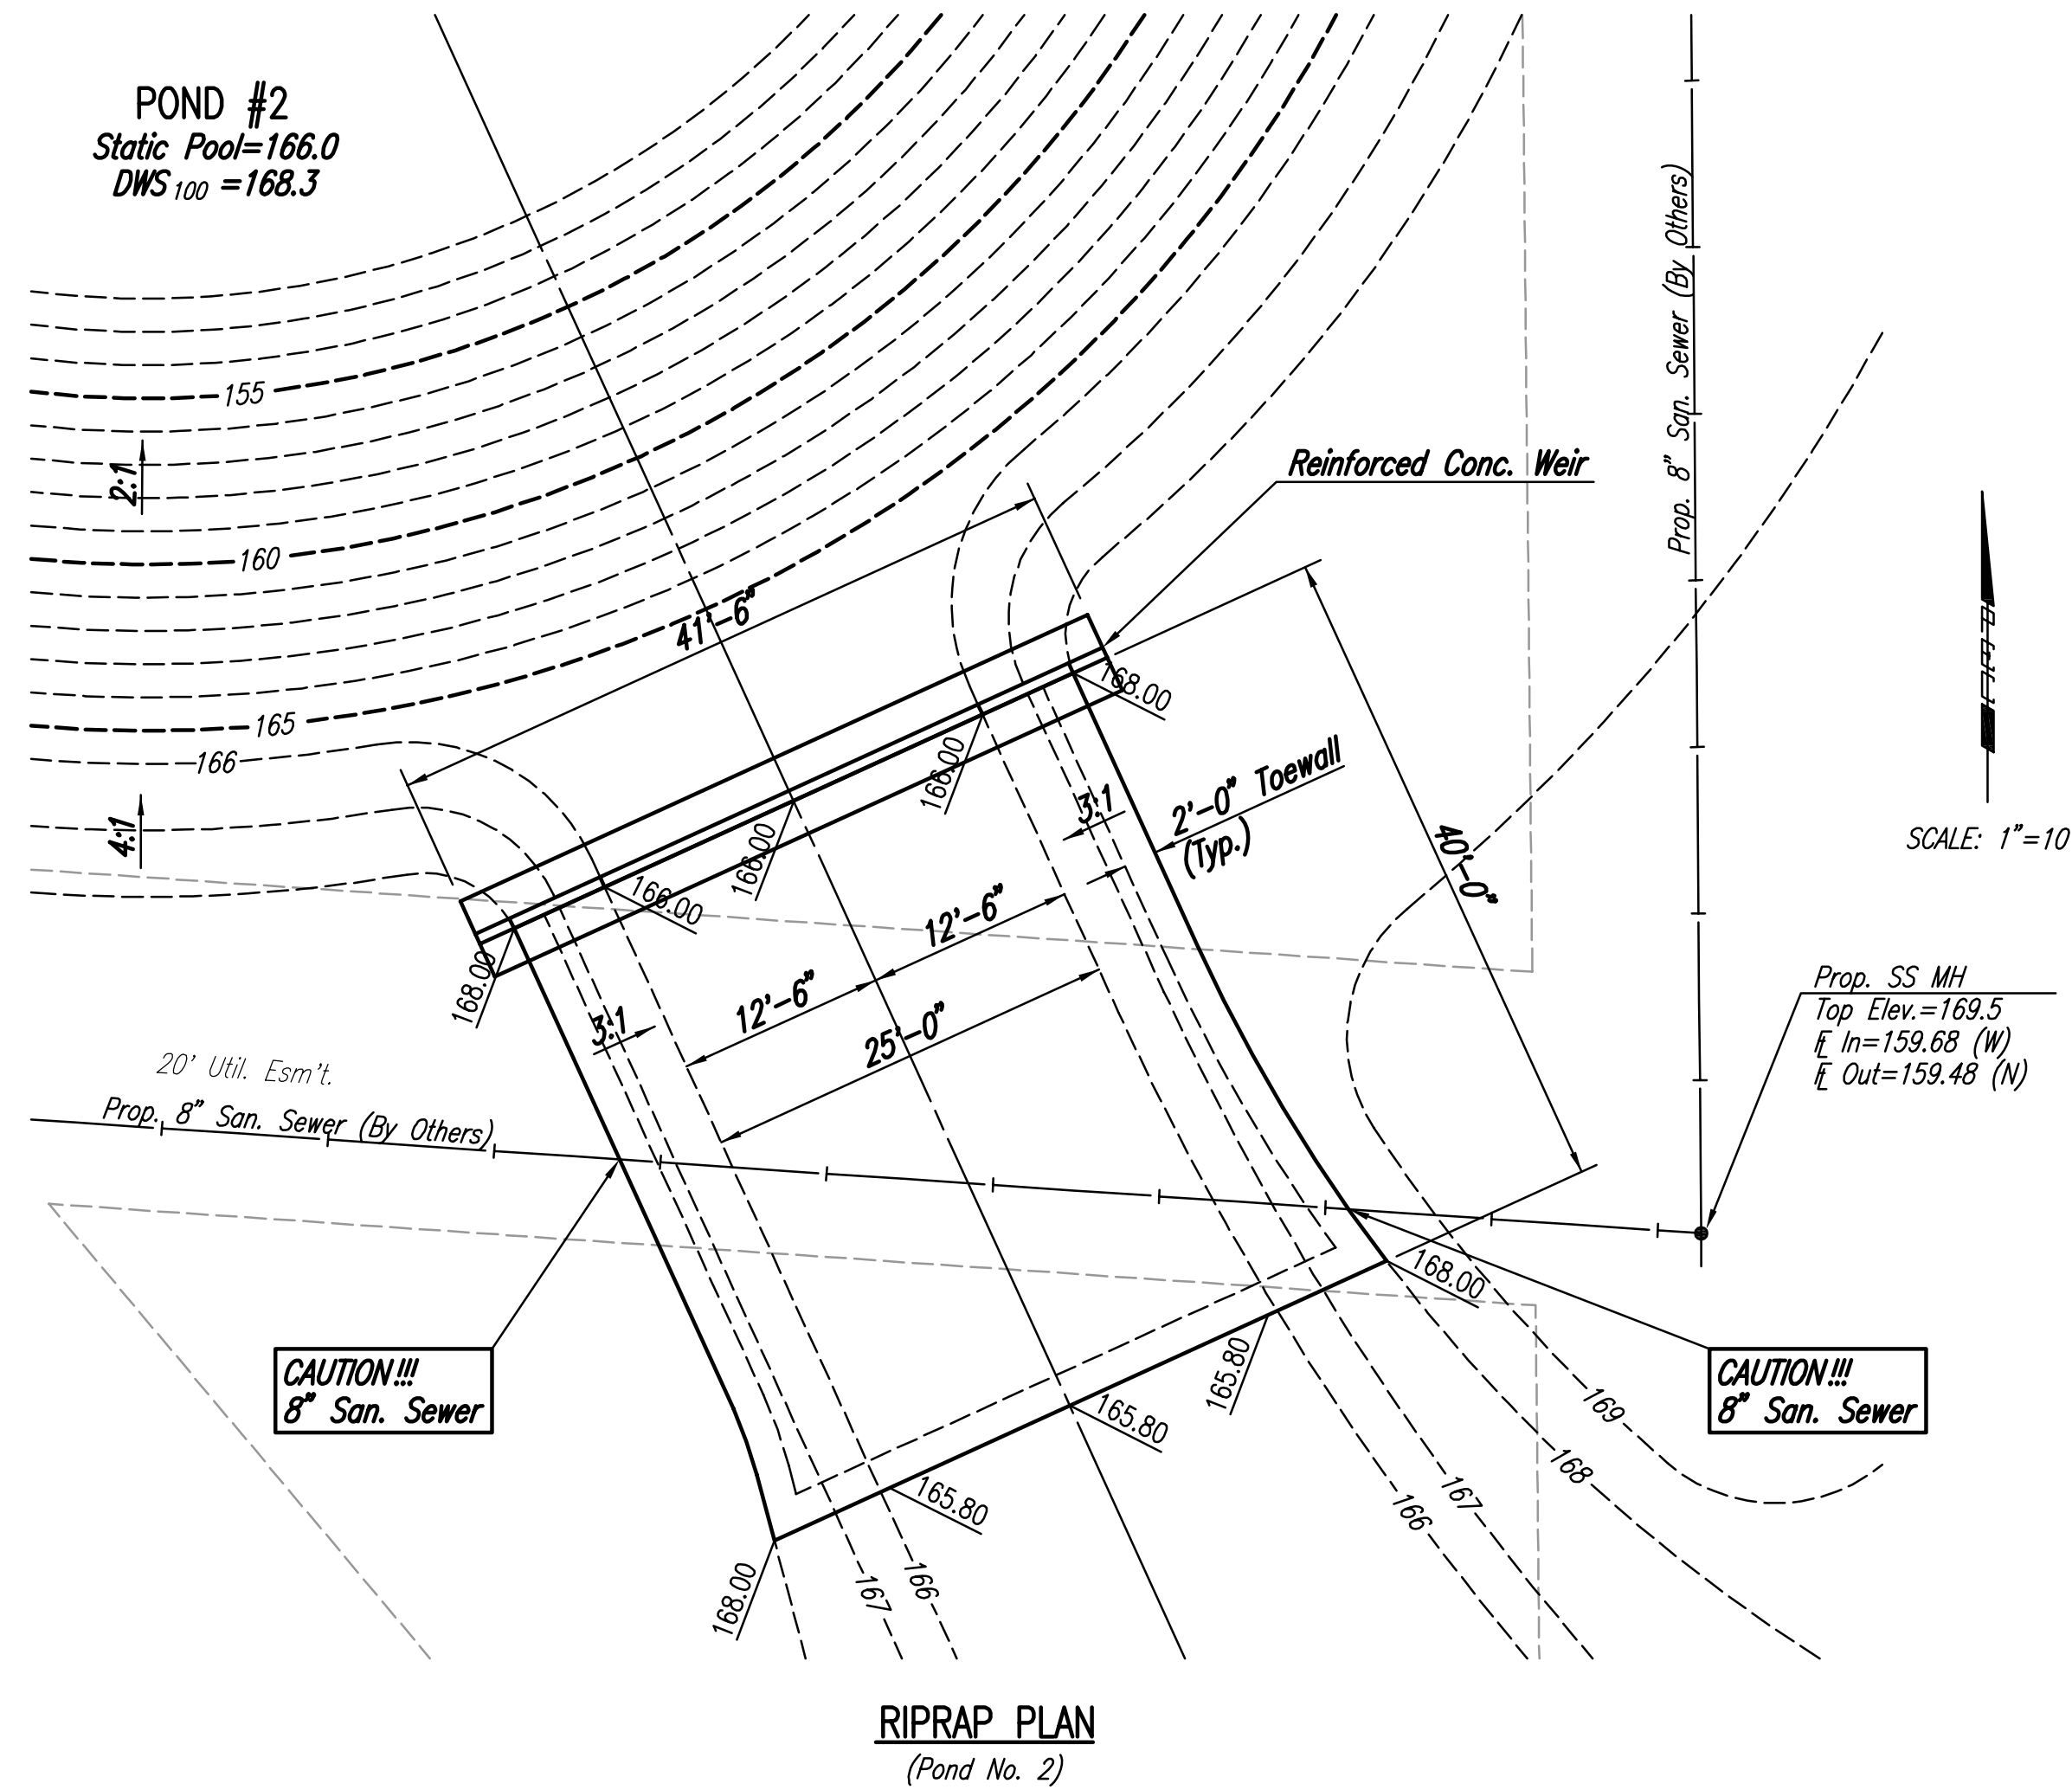 POND #2
Static Pool=166.0
DWS 100 =168.3
155
2:1
160
165
166
4:1
41'-6"
Reinforced Conc. Weir
Prop. 8" San. Sewer (By Others)
SCALE: 1"=10
168.00
166.00
166.00
166.00
168.00
3:1
2'-0" Toewall
(Typ.)
40'-0"
12'-6"
12'-6"
25'-0"
3:1
Prop. SS MH
Top Elev.=169.5
FL In=159.68 (W)
FL Out=159.48 (N)
20' Util. Esm't.
Prop. 8" San. Sewer (By Others)
CAUTION!!!
8" San. Sewer
168.00
CAUTION!!!
8" San. Sewer
165.80
165.80
165.80
168.00
169
168
167
166
166
167
RIPRAP PLAN
(Pond No. 2)